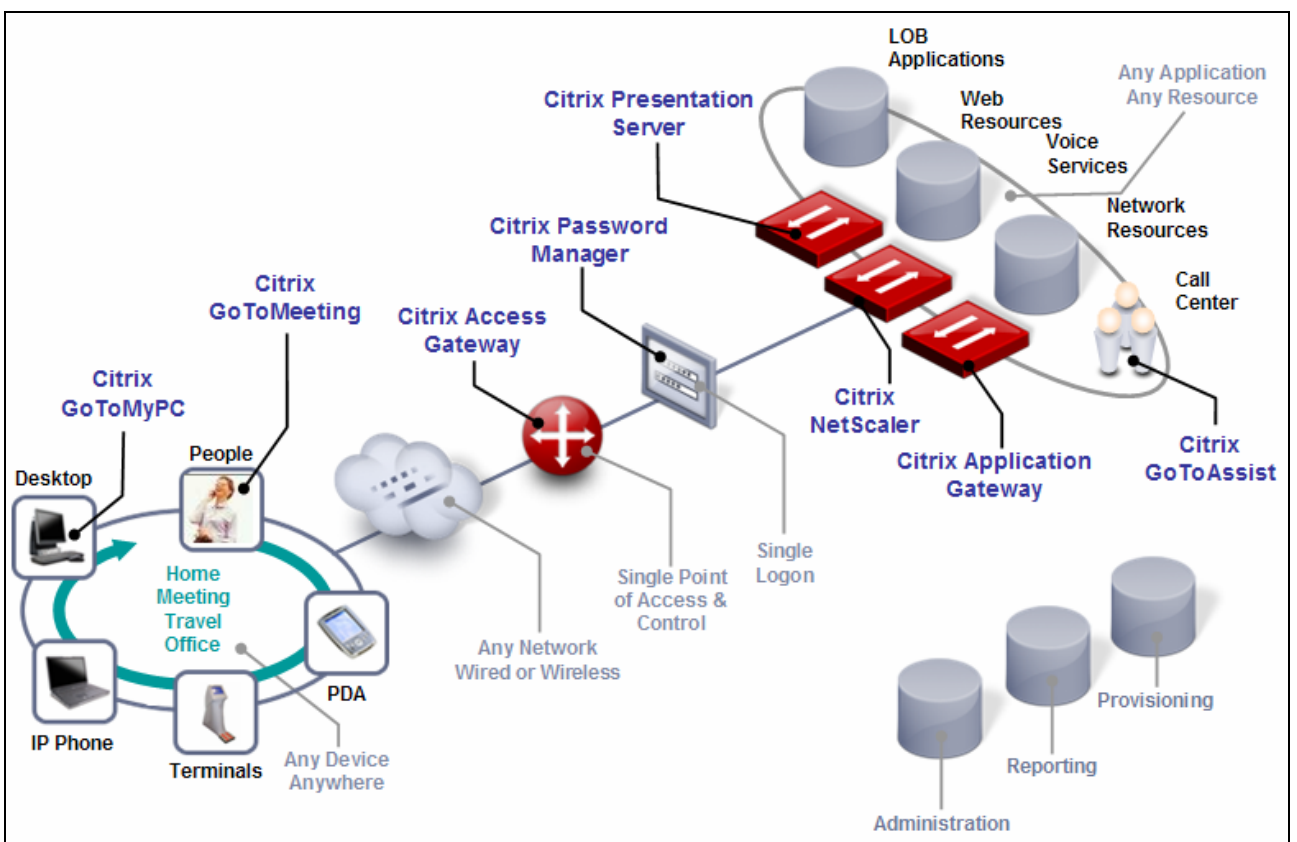 LOB
Applications
Any Application
Any Resource
Citrix Presentation
Server
Web
Resources
Voice
Services
Citrix Password
Manager
Network
Resources
Citrix
GoToMeeting
Call
Center
Citrix Access
Gateway
Citrix
GoToMyPC
Citrix
NetScaler
Citrix Application
Gateway
Citrix
GoToAssist
People
Desktop
Home
Meeting
Travel
Office
Single Point
of Access &
Control
Single
Logon
Any Network
Wired or Wireless
PDA
IP Phone
Terminals
Any Device
Anywhere
Provisioning
Reporting
Administration